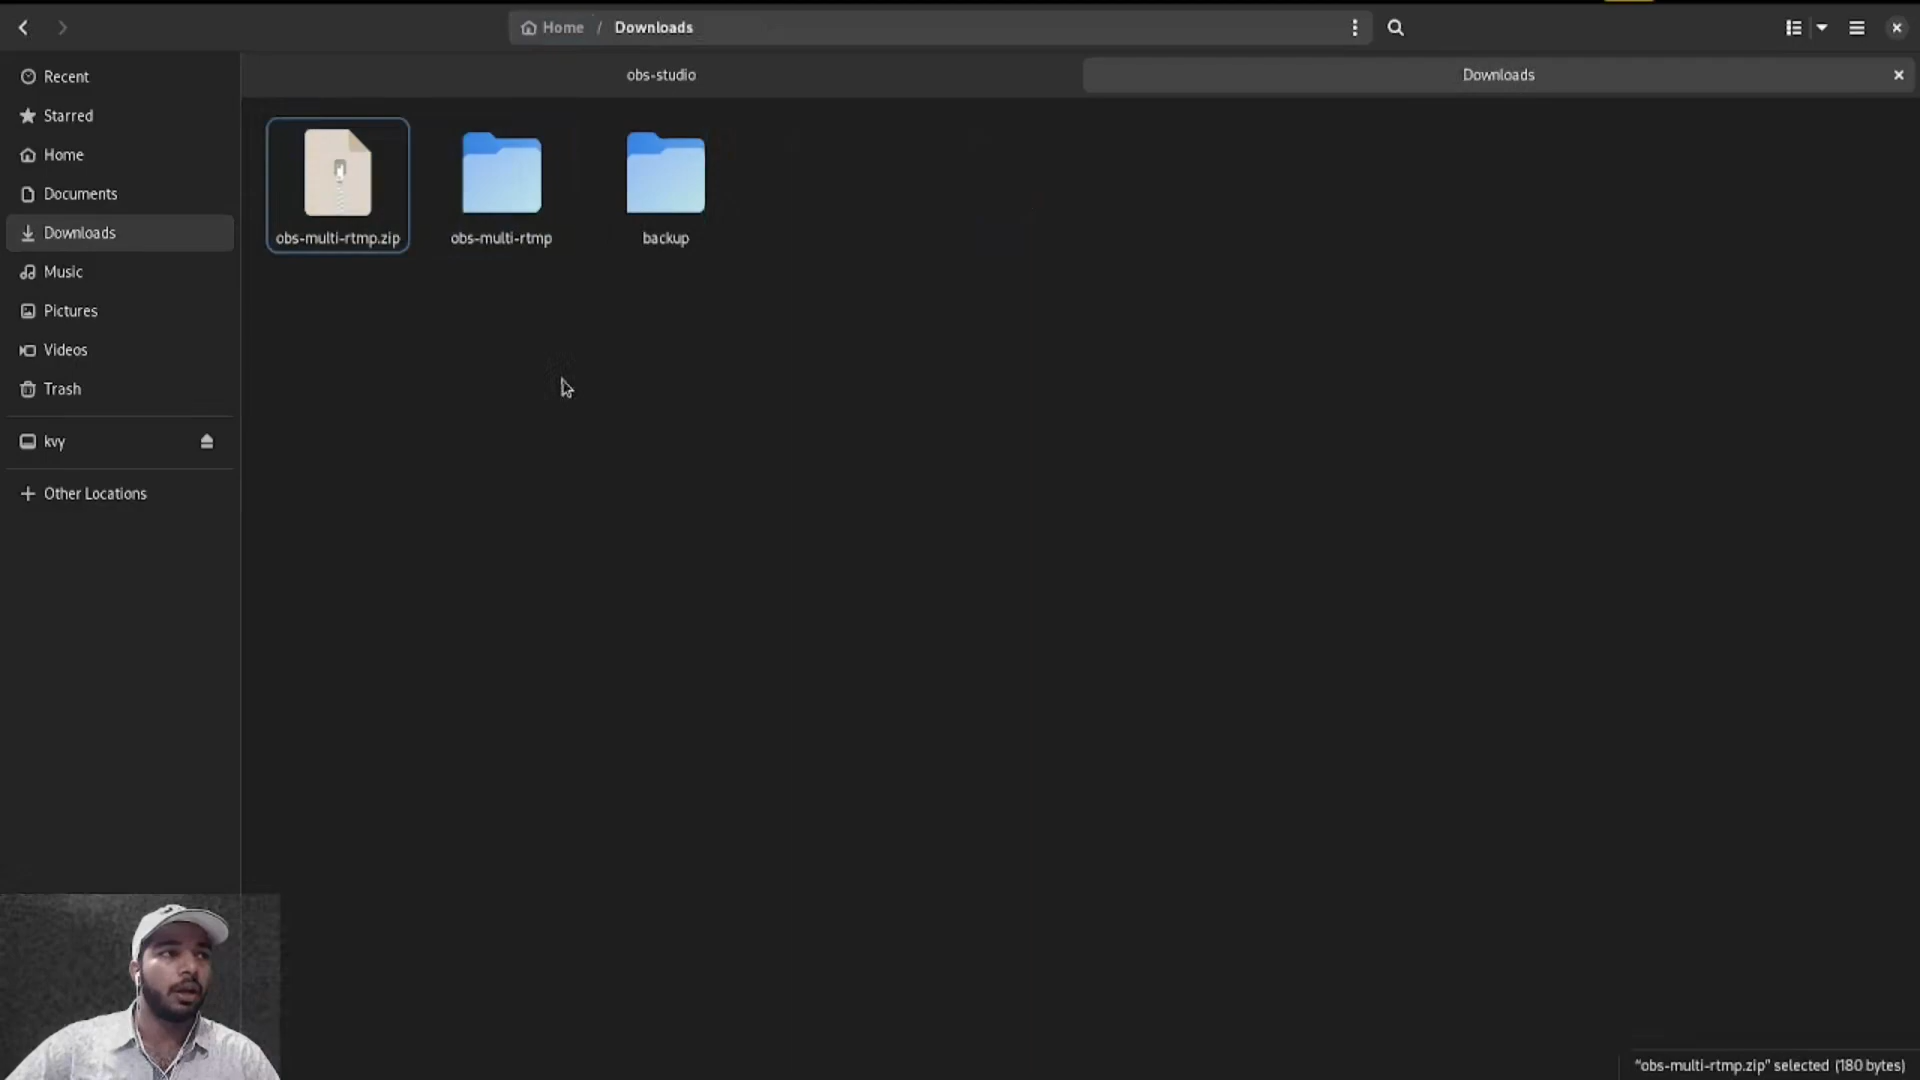 Home / Downloads
obs-studio
Downloads
Recent
Starred
Home
Documents
Downloads
Music
Pictures
Videos
Trash
kvy
Other Locations
obs-multi-rtmp.zip
obs-multi-rtmp
backup
“obs-multi-rtmp.zip” selected (180 bytes)